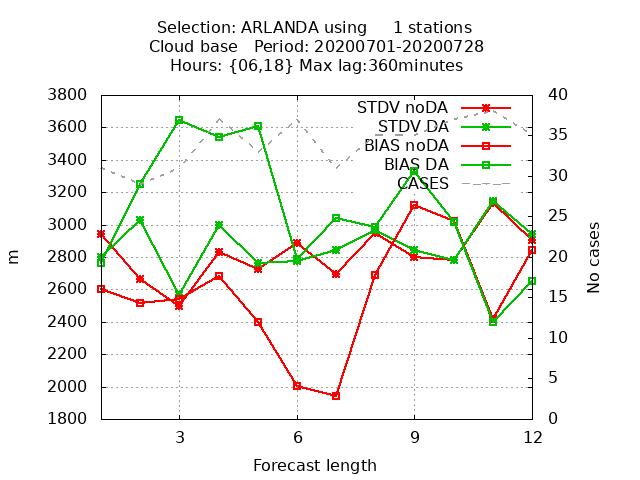 Selection: ARLANDA using     1 stations
Cloud base   Period: 20200701-20200728
Hours: {06,18} Max lag:360minutes
3800
3600
3400
3200
3000
2800
2600
2400
2200
2000
1800
m
STDV noDA
STDV DA
BIAS noDA
BIAS DA
CASES
40
35
30
25
20
15
10
5
0
No cases
3 6 9 12
Forecast length